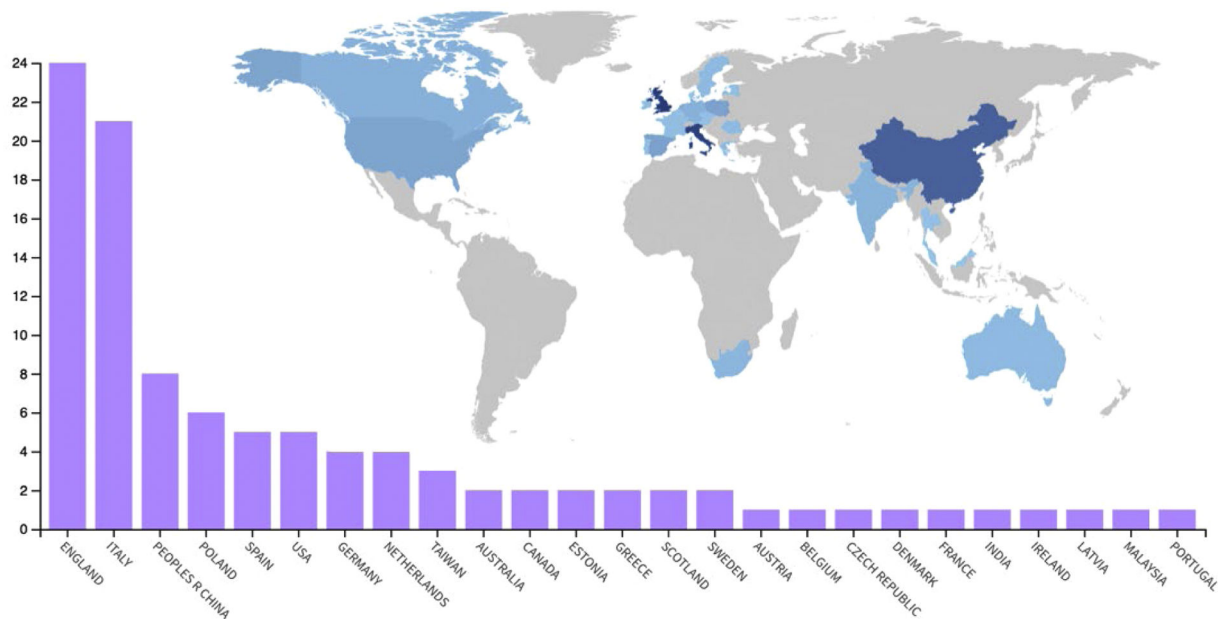 24
22
20
18
16
14
12
10
8
6
4
2
0
ENGLAND
ITALY
PEOPLES R CHINA
POLAND
SPAIN
USA
GERMANY
NETHERLANDS
TAIWAN
AUSTRALIA
CANADA
ESTONIA
GREECE
SCOTLAND
SWEDEN
AUSTRIA
BELGIUM
CZECH REPUBLIC
DENMARK
FRANCE
INDIA
IRELAND
LATVIA
MALAYSIA
PORTUGAL